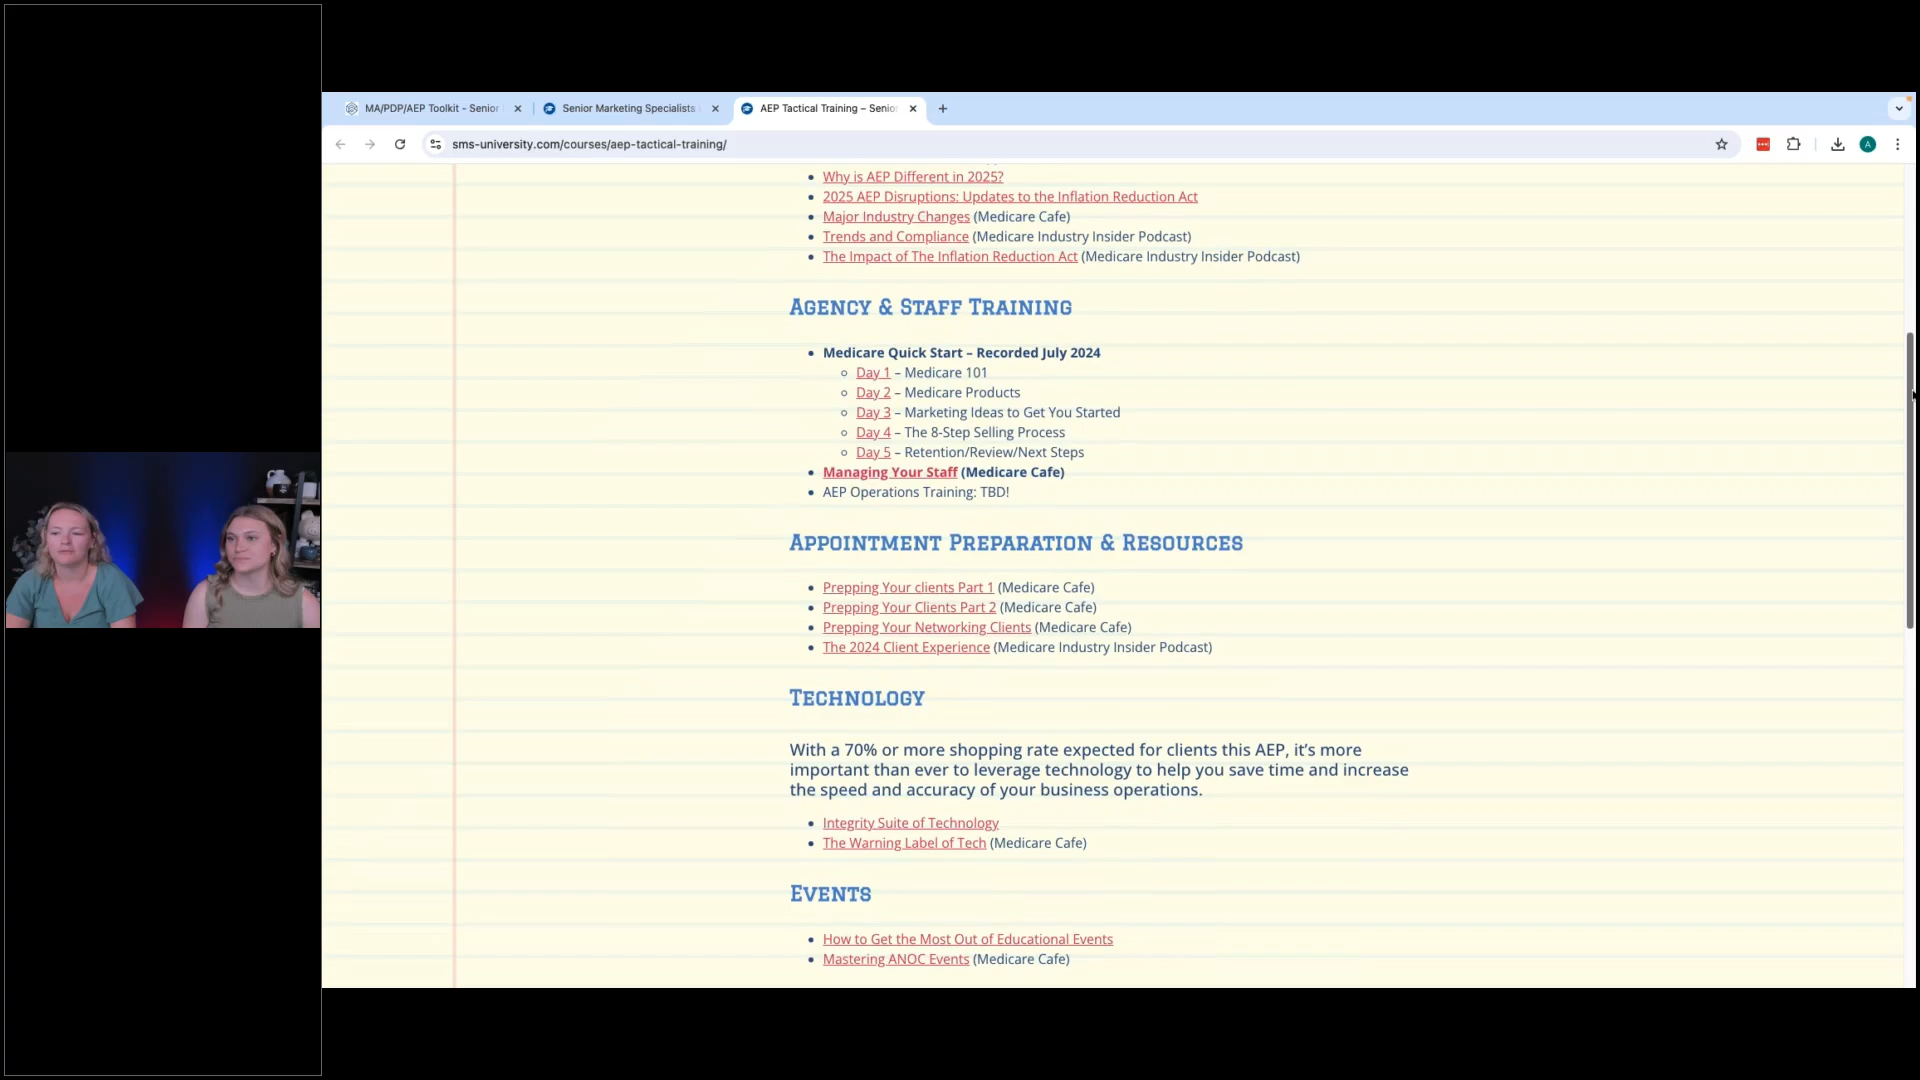 MA/PDP/AEP Toolkit - Senior
Senior Marketing Specialists
AEP Tactical Training – Senior
sms-university.com/courses/aep-tactical-training/
A
Why is AEP Different in 2025?
2025 AEP Disruptions: Updates to the Inflation Reduction Act
Major Industry Changes (Medicare Cafe)
Trends and Compliance (Medicare Industry Insider Podcast)
The Impact of The Inflation Reduction Act (Medicare Industry Insider Podcast)
Agency & Staff Training
Medicare Quick Start – Recorded July 2024
Day 1 – Medicare 101
Day 2 – Medicare Products
Day 3 – Marketing Ideas to Get You Started
Day 4 – The 8-Step Selling Process
Day 5 – Retention/Review/Next Steps
Managing Your Staff (Medicare Cafe)
AEP Operations Training: TBD!
Appointment Preparation & Resources
Prepping Your clients Part 1 (Medicare Cafe)
Prepping Your Clients Part 2 (Medicare Cafe)
Prepping Your Networking Clients (Medicare Cafe)
The 2024 Client Experience (Medicare Industry Insider Podcast)
Technology
With a 70% or more shopping rate expected for clients this AEP, it’s more
important than ever to leverage technology to help you save time and increase
the speed and accuracy of your business operations.
Integrity Suite of Technology
The Warning Label of Tech (Medicare Cafe)
Events
How to Get the Most Out of Educational Events
Mastering ANOC Events (Medicare Cafe)